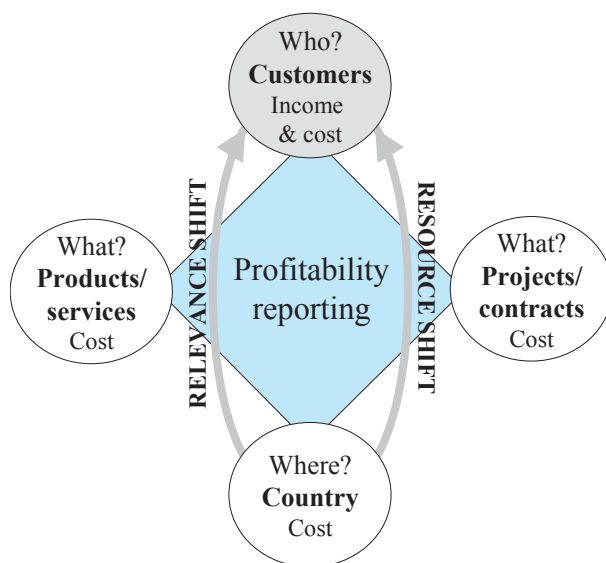 Who?
Customers
Income
& cost
RELEVANCE SHIFT
RESOURCE SHIFT
What?
Products/
services
Cost
Profitability
reporting
What?
Projects/
contracts
Cost
Where?
Country
Cost